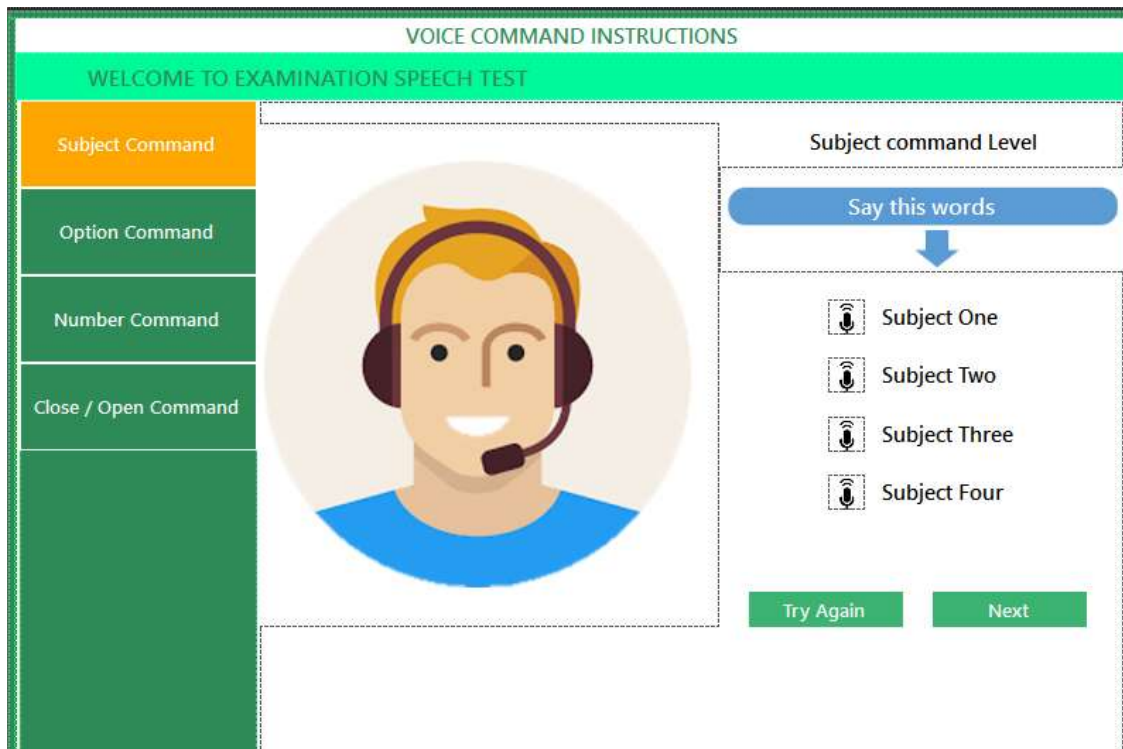 VOICE COMMAND INSTRUCTIONS
WELCOME TO EXAMINATION SPEECH TEST
Subject Command
Option Command
Number Command
Close / Open Command
Subject command Level
Say this words
Subject One
Subject Two
Subject Three
Subject Four
Try Again
Next